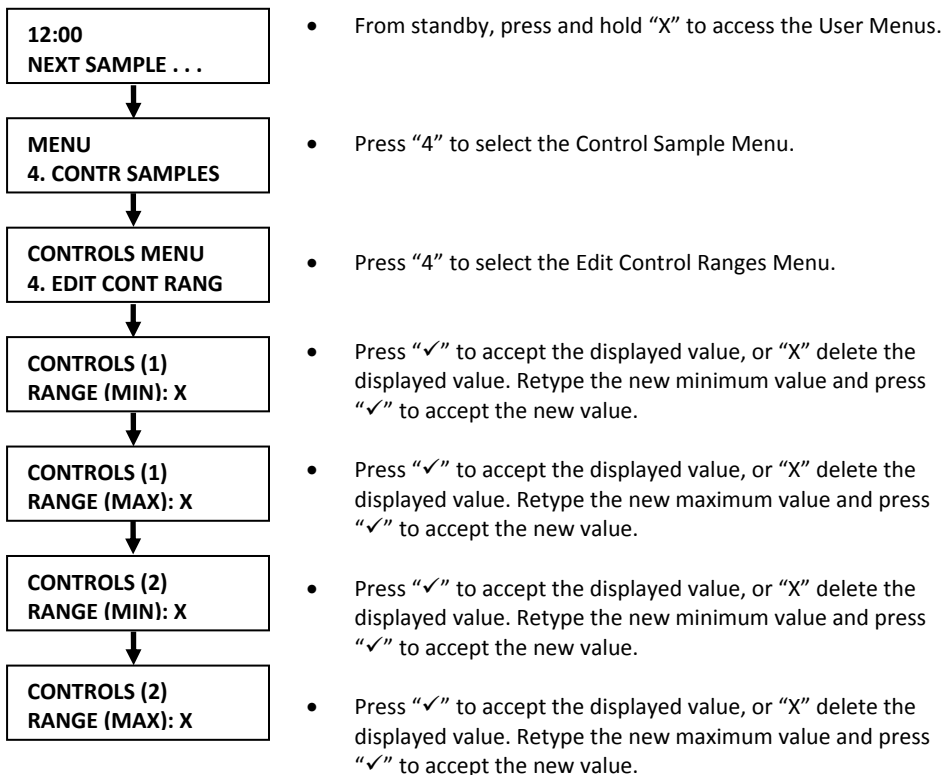 12:00
NEXT SAMPLE . . .
• From standby, press and hold “X” to access the User Menus.
MENU
4. CONTR SAMPLES
• Press “4” to select the Control Sample Menu.
CONTROLS MENU
4. EDIT CONT RANG
• Press “4” to select the Edit Control Ranges Menu.
CONTROLS (1)
RANGE (MIN): X
• Press “✓” to accept the displayed value, or “X” delete the
displayed value. Retype the new minimum value and press
“✓” to accept the new value.
CONTROLS (1)
RANGE (MAX): X
• Press “✓” to accept the displayed value, or “X” delete the
displayed value. Retype the new maximum value and press
“✓” to accept the new value.
CONTROLS (2)
RANGE (MIN): X
• Press “✓” to accept the displayed value, or “X” delete the
displayed value. Retype the new minimum value and press
“✓” to accept the new value.
CONTROLS (2)
RANGE (MAX): X
• Press “✓” to accept the displayed value, or “X” delete the
displayed value. Retype the new maximum value and press
“✓” to accept the new value.